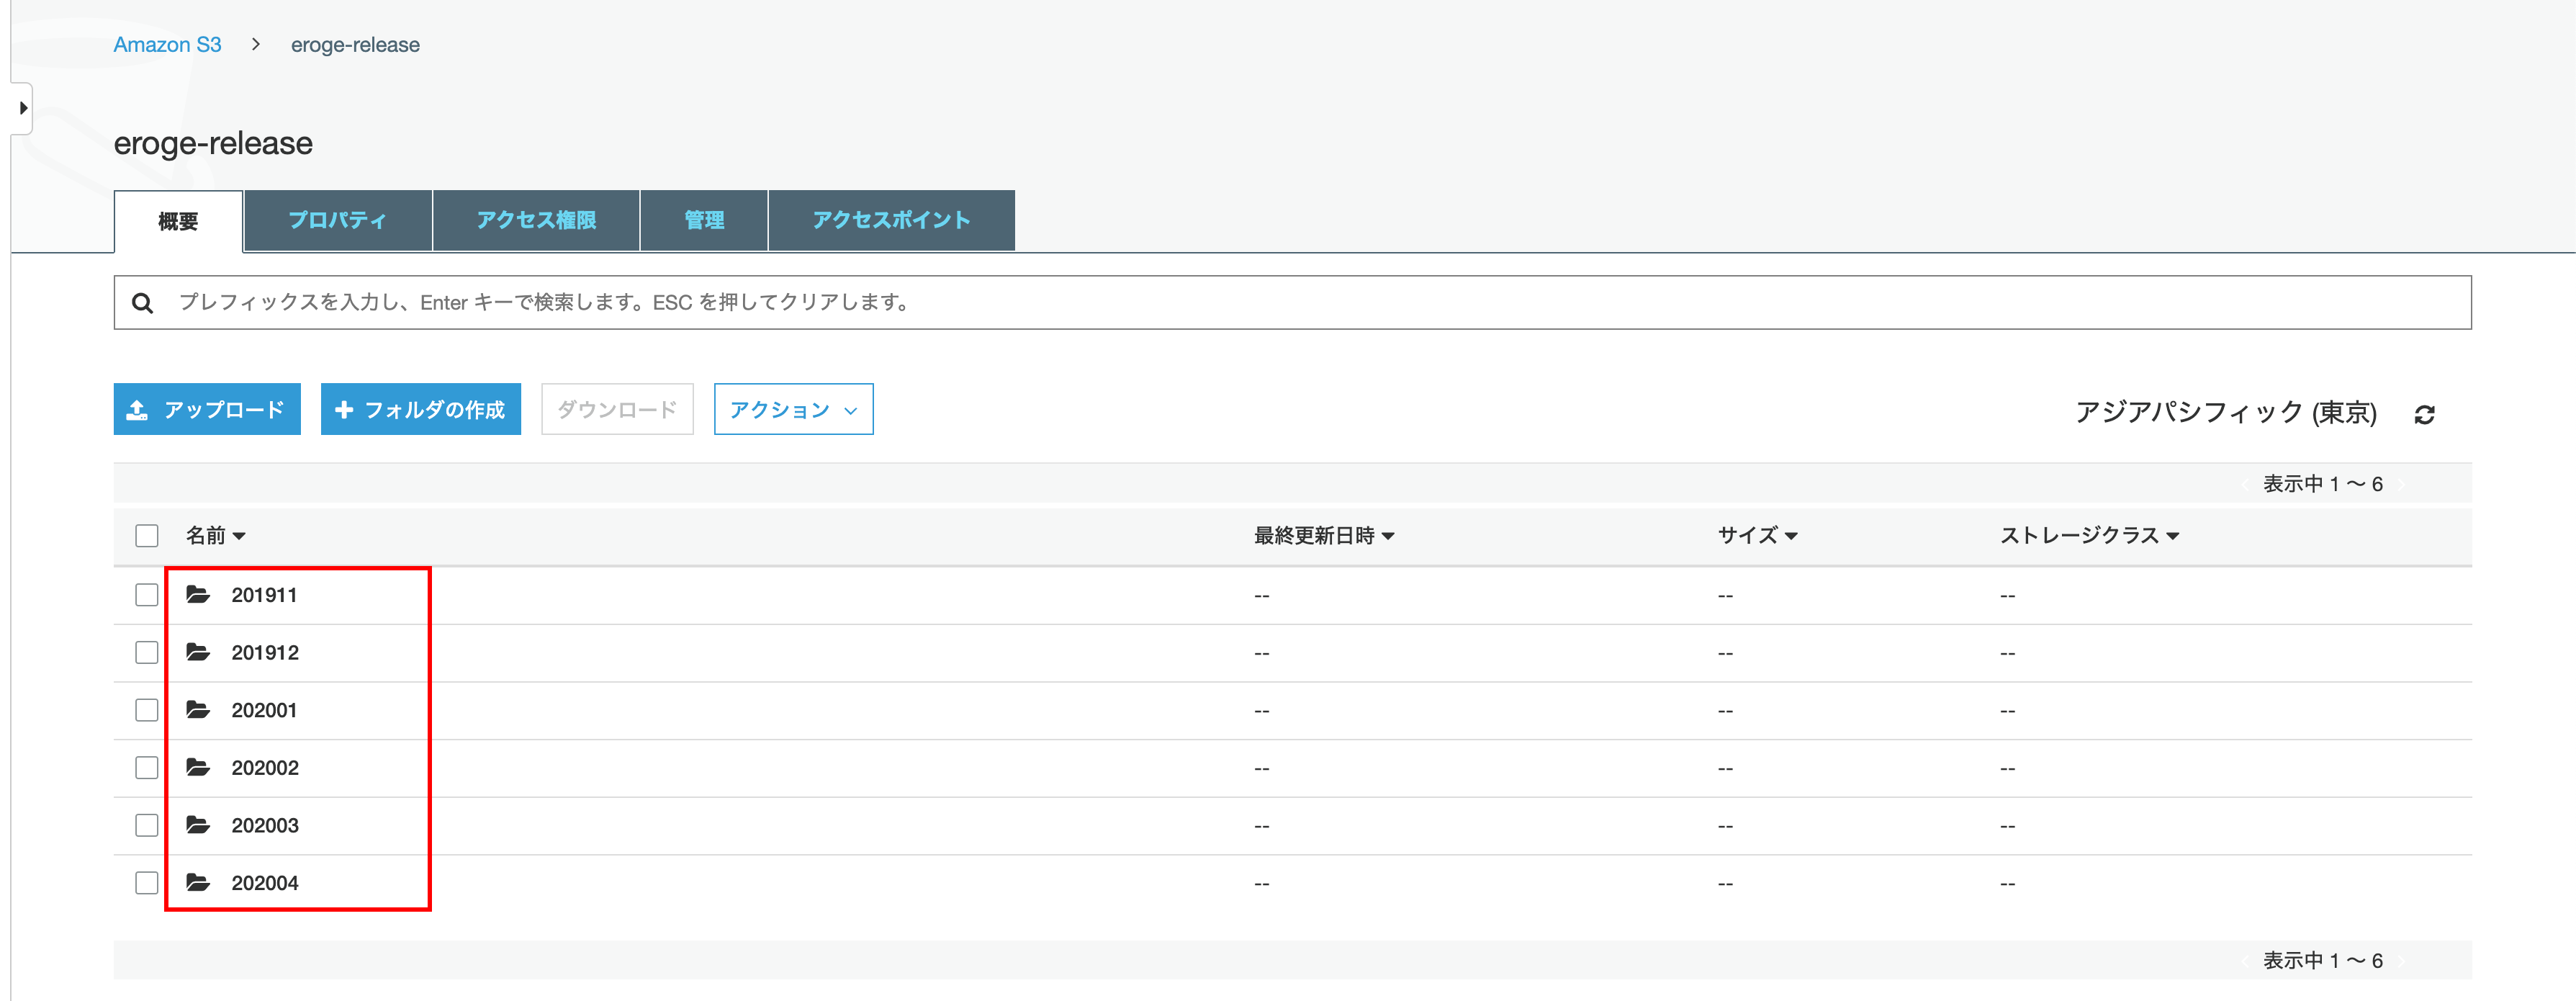 Amazon S3 > eroge-release
eroge-release
概要 プロパティ アクセス権限 管理 アクセスポイント
プレフィックスを入力し、Enter キーで検索します。ESC を押してクリアします。
アップロード フォルダの作成 ダウンロード アクション アジアパシフィック (東京)
表示中 1 ～ 6
名前 最終更新日時 サイズ ストレージクラス
201911 -- -- --
201912 -- -- --
202001 -- -- --
202002 -- -- --
202003 -- -- --
202004 -- -- --
表示中 1 ～ 6